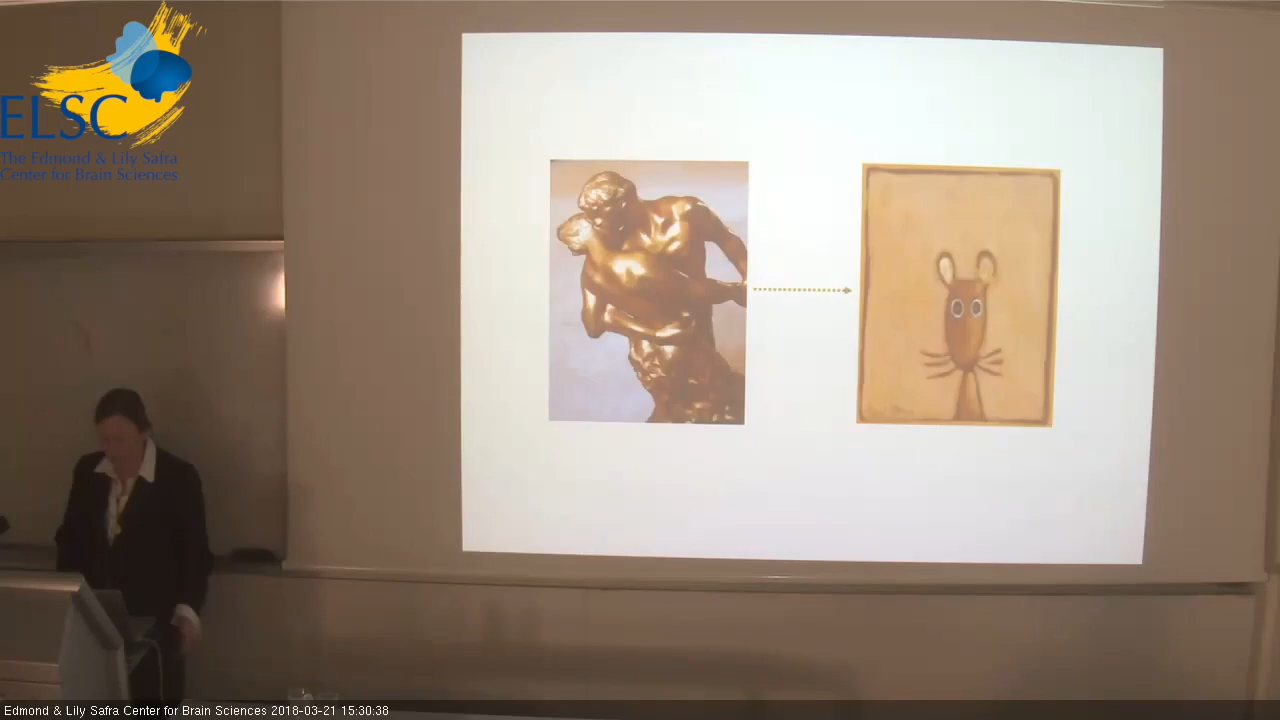 ELSC
The Edmond & Lily Safra
Center for Brain Sciences
Edmond & Lily Safra Center for Brain Sciences 2018-03-21 15:30:38